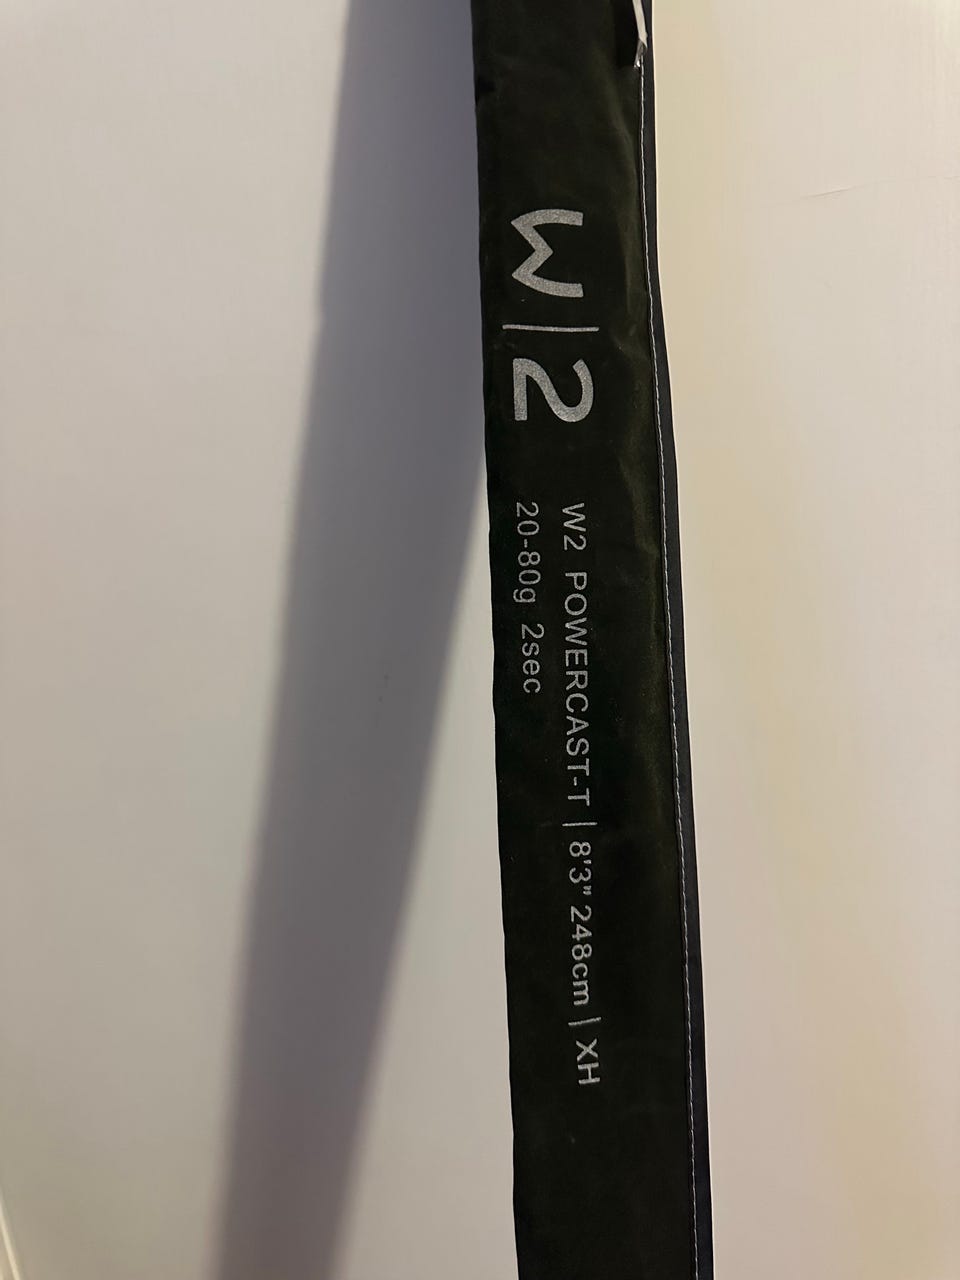 W|2
W2 POWERCAST-T | 8'3" 248cm | XH
20-80g 2sec